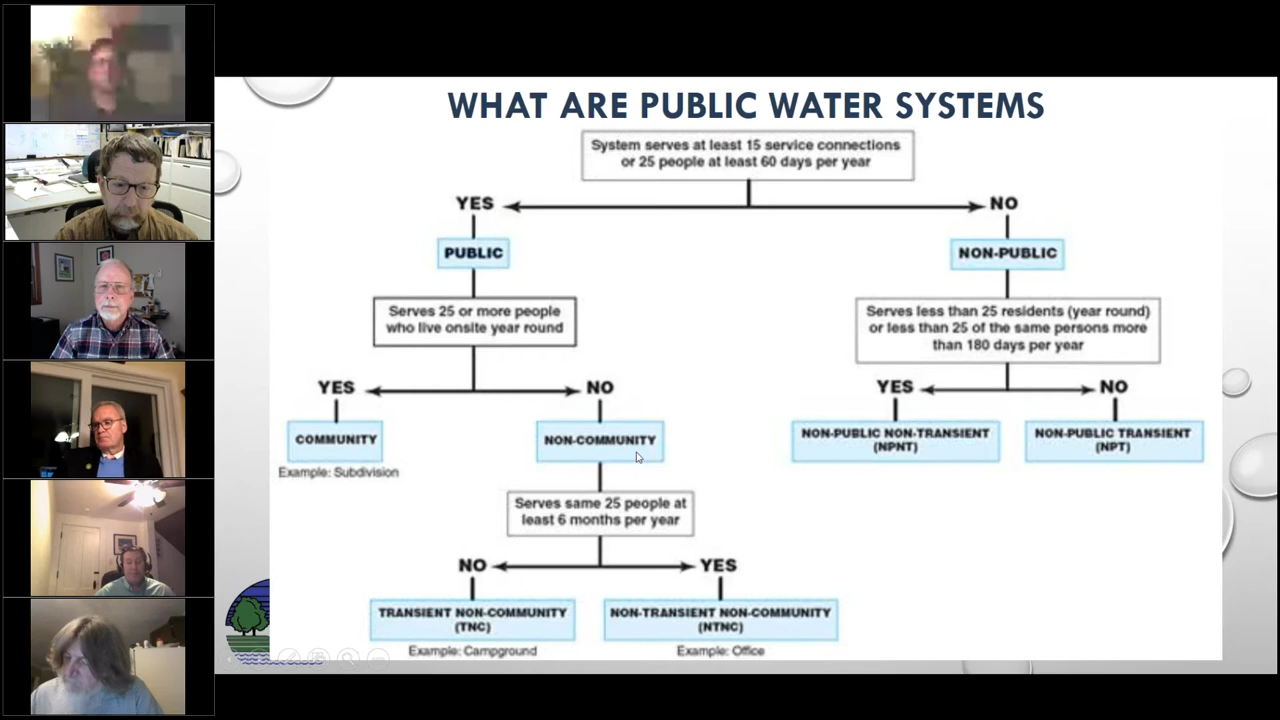 WHAT ARE PUBLIC WATER SYSTEMS
System serves at least 15 service connections
or 25 people at least 60 days per year
YES
NO
PUBLIC
NON-PUBLIC
Serves 25 or more people
who live onsite year round
Serves less than 25 residents (year round)
or less than 25 of the same persons more
than 180 days per year
YES
NO
YES
NO
COMMUNITY
Example: Subdivision
NON-COMMUNITY
NON-PUBLIC NON-TRANSIENT
(NPNT)
NON-PUBLIC TRANSIENT
(NPT)
Serves same 25 people at
least 6 months per year
NO
YES
TRANSIENT NON-COMMUNITY
(TNC)
Example: Campground
NON-TRANSIENT NON-COMMUNITY
(NTNC)
Example: Office